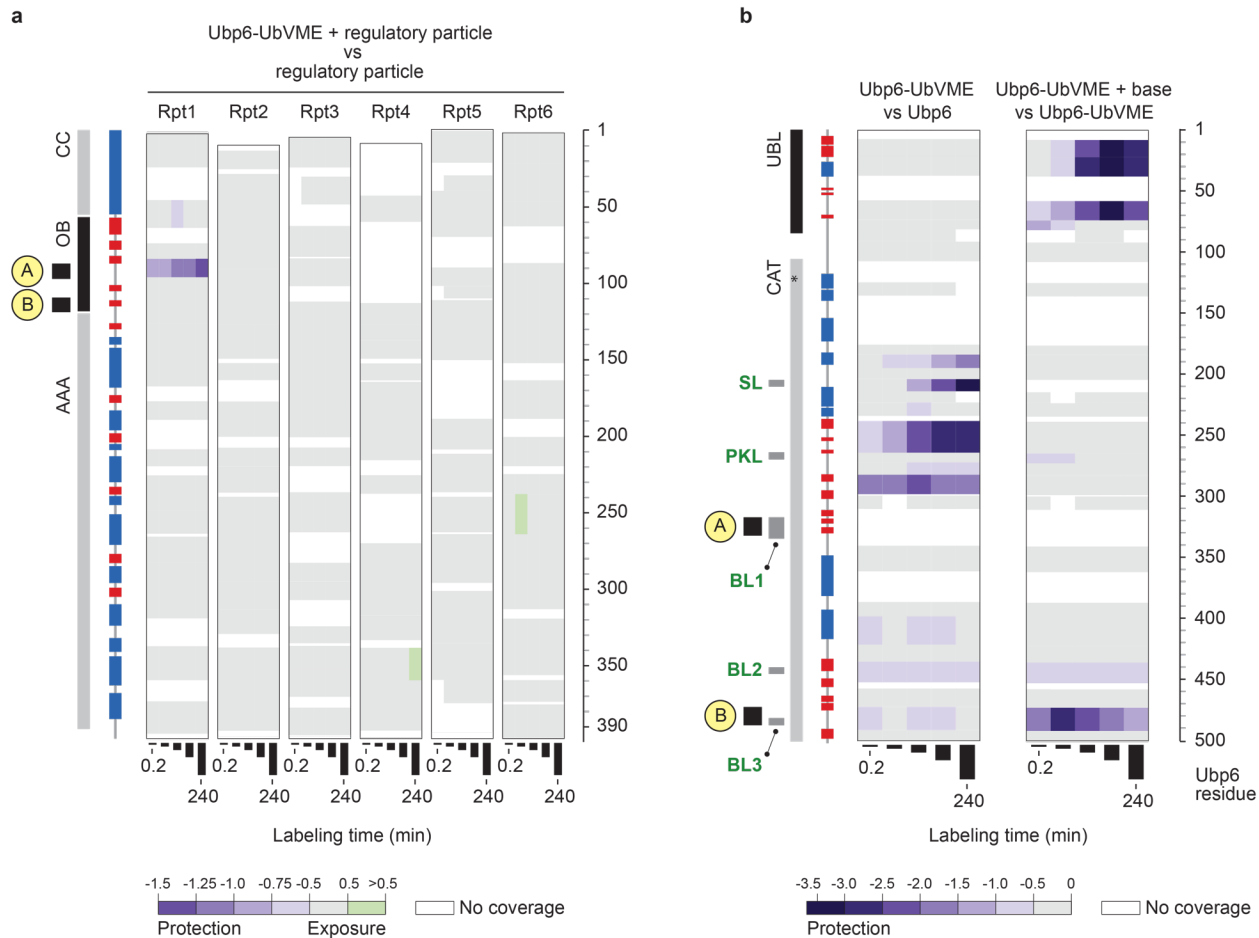 a
Ubp6-UbVME + regulatory particle
vs
regulatory particle
Rpt1 Rpt2 Rpt3 Rpt4 Rpt5 Rpt6
CC
OB
AAA
A
B
1
50
100
150
200
250
300
350
390
0.2 0.2 0.2 0.2 0.2 0.2
240 240 240 240 240 240
Labeling time (min)
-1.5 -1.25 -1.0 -0.75 -0.5 0.5 >0.5
Protection Exposure
No coverage
b
Ubp6-UbVME
vs Ubp6
Ubp6-UbVME + base
vs Ubp6-UbVME
UBL
CAT
*
SL
PKL
A
BL1
BL2
B
BL3
1
50
100
150
200
250
300
350
400
450
500
Ubp6
residue
0.2 0.2
240 240
Labeling time (min)
-3.5 -3.0 -2.5 -2.0 -1.5 -1.0 -0.5 0
Protection
No coverage